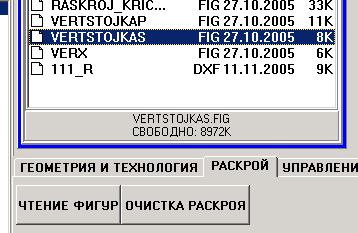 RASKROJ_KRIC... FIG 27.10.2005 33K
VERTSTOJKAP FIG 27.10.2005 11K
VERTSTOJKAS FIG 27.10.2005 8K
VERX FIG 27.10.2005 6K
111_R DXF 11.11.2005 9K
VERTSTOJKAS.FIG
СВОБОДНО: 8972K
ГЕОМЕТРИЯ И ТЕХНОЛОГИЯ РАСКРОЙ УПРАВЛЕНИ
ЧТЕНИЕ ФИГУР ОЧИСТКА РАСКРОЯ